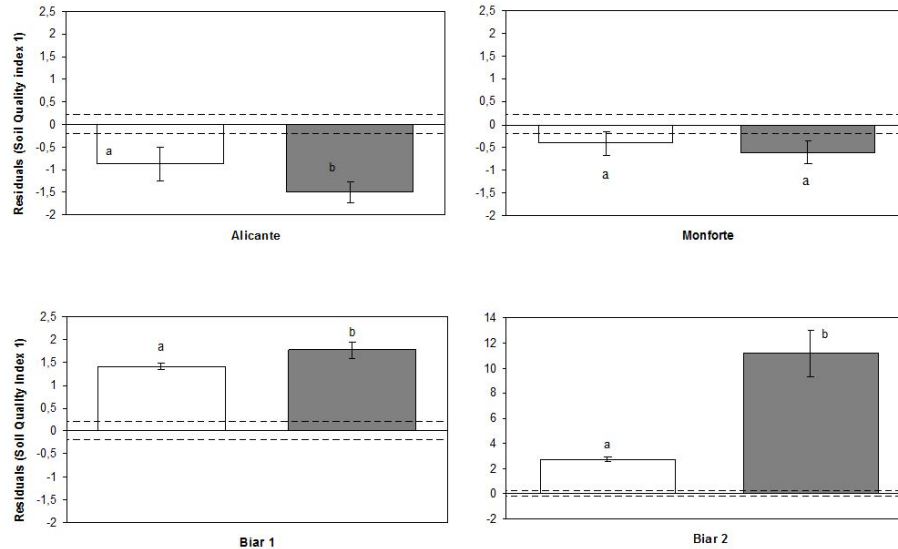 Residuals (Soil Quality index 1)
2,5
2
1,5
1
0,5
0
-0,5
-1
-1,5
-2
a
b
Alicante
2,5
2
1,5
1
0,5
0
-0,5
-1
-1,5
-2
a
a
Monforte
Residuals (Soil Quality Index 1)
2,5
2
1,5
1
0,5
0
-0,5
-1
-1,5
-2
a
b
Biar 1
14
12
10
8
6
4
2
0
-2
a
b
Biar 2